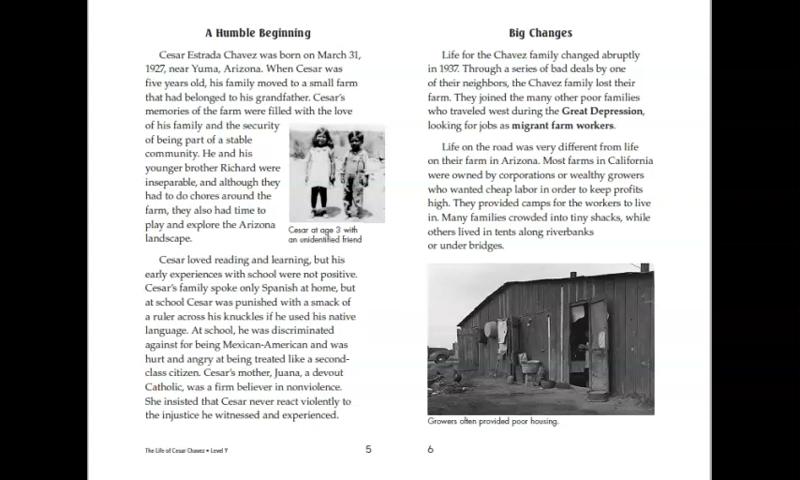 A Humble Beginning
Cesar Estrada Chavez was born on March 31,
1927, near Yuma, Arizona. When Cesar was
five years old, his family moved to a small farm
that had belonged to his grandfather. Cesar's
memories of the farm were filled with the love
of his family and the security
of being part of a stable
community. He and his
younger brother Richard were
inseparable, and although they
had to do chores around the
farm, they also had time to
play and explore the Arizona
landscape.
Cesar at age 3 with
an unidentified friend
Cesar loved reading and learning, but his
early experiences with school were not positive.
Cesar's family spoke only Spanish at home, but
at school Cesar was punished with a smack of
a ruler across his knuckles if he used his native
language. At school, he was discriminated
against for being Mexican-American and was
hurt and angry at being treated like a second-
class citizen. Cesar's mother, Juana, a devout
Catholic, was a firm believer in nonviolence.
She insisted that Cesar never react violently to
the injustice he witnessed and experienced.
The Life of Cesar Chavez • Level Y
5
Big Changes
Life for the Chavez family changed abruptly
in 1937. Through a series of bad deals by one
of their neighbors, the Chavez family lost their
farm. They joined the many other poor families
who traveled west during the Great Depression,
looking for jobs as migrant farm workers.
Life on the road was very different from life
on their farm in Arizona. Most farms in California
were owned by corporations or wealthy growers
who wanted cheap labor in order to keep profits
high. They provided camps for the workers to live
in. Many families crowded into tiny shacks, while
others lived in tents along riverbanks
or under bridges.
Growers often provided poor housing.
6